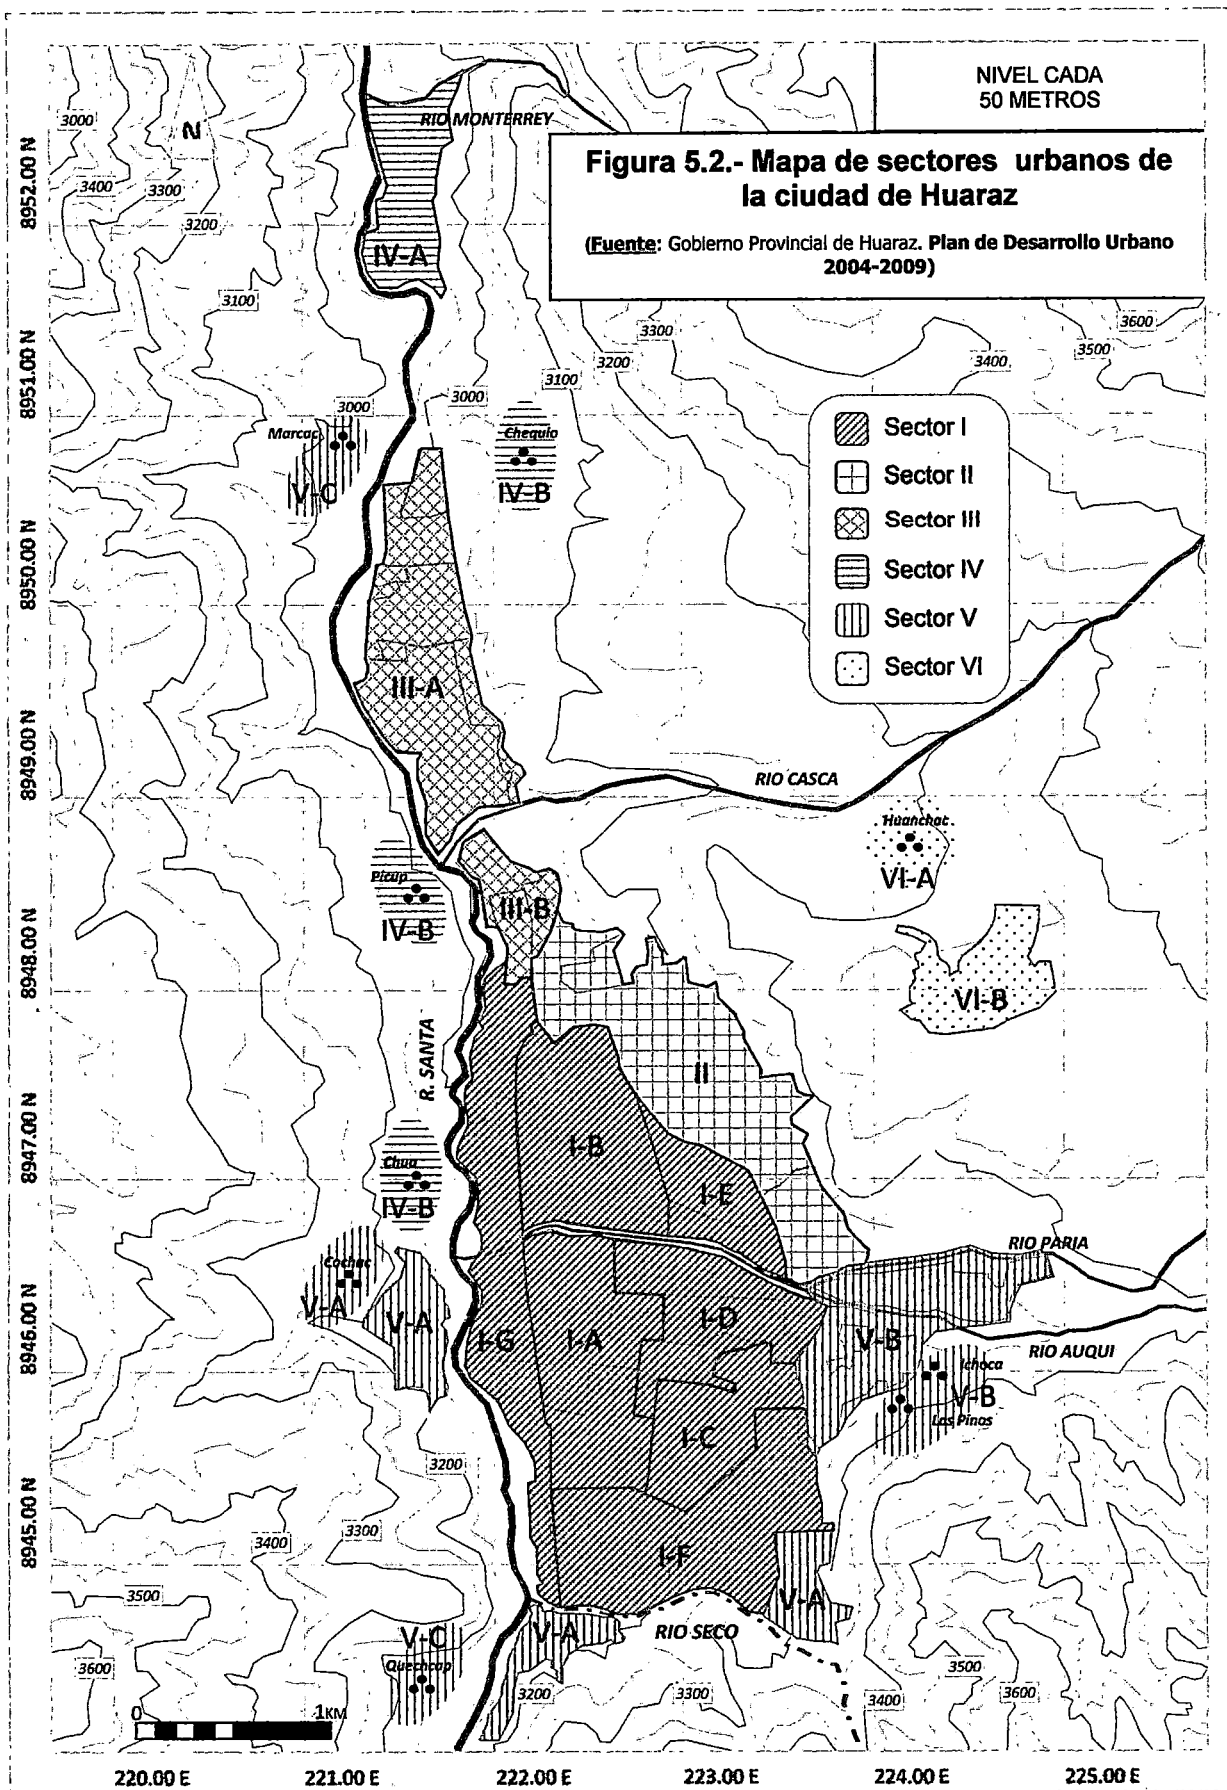 NIVEL CADA
50 METROS
Figura 5.2.- Mapa de sectores urbanos de
la ciudad de Huaraz
(Fuente: Gobierno Provincial de Huaraz. Plan de Desarrollo Urbano
2004-2009)
N
RIO MONTERREY
3000
3400
3300
3200
3100
IV-A
3300
3200
3100
3000
3000
3600
3500
3400
Marcac
IV-C
Chequio
IV-B
Sector I
Sector II
Sector III
Sector IV
Sector V
Sector VI
III-A
RIO CASCA
Huanchac
VI-A
Picup
IV-B
III-B
VI-B
R. SANTA
II
I-B
Chua
IV-B
I-E
RIO PARIA
Cochac
V-A
V-A
I-G
I-A
I-D
V-B
RIO AUQUI
Ichoca
V-B
Los Pinos
I-C
3200
3300
3400
3500
3600
I-F
V-A
V-A
RIO SECO
V-C
Quechcap
3200
3300
3400
3500
3600
0
1KM
8952.00 N
8951.00 N
8950.00 N
8949.00 N
8948.00 N
8947.00 N
8946.00 N
8945.00 N
220.00 E
221.00 E
222.00 E
223.00 E
224.00 E
225.00 E